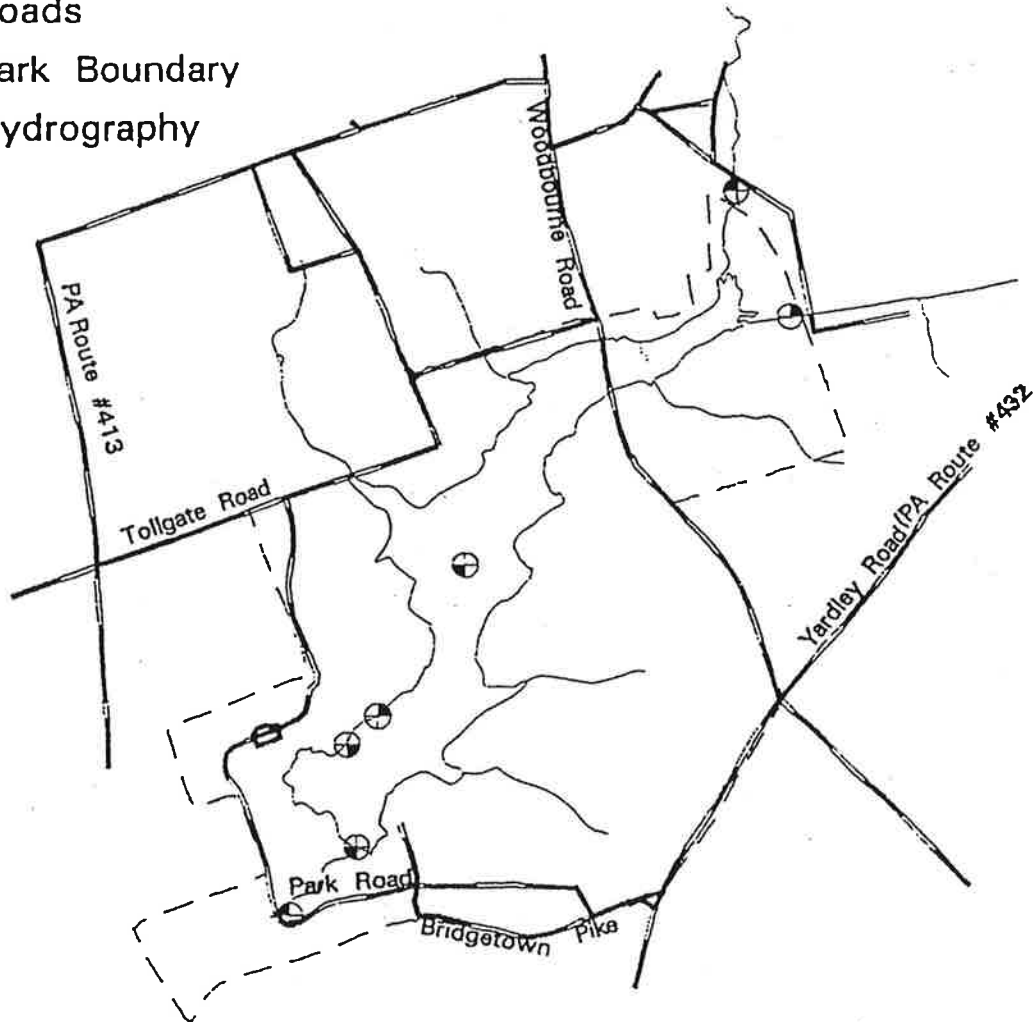 oads
ark Boundary
ydrography
Woodbourne Road
PA Route #413
Tollgate Road
Yardley Road(PA Route #432
Park Road
Bridgetown Pike